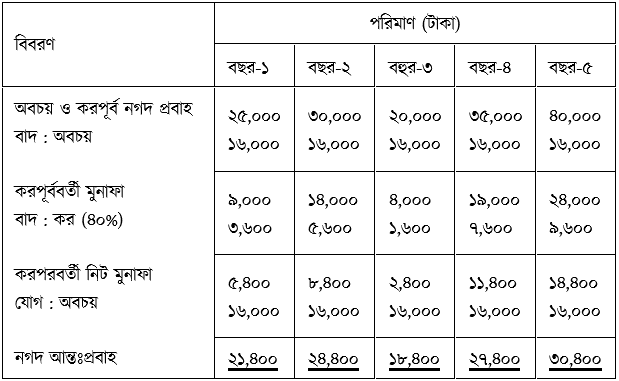 বিবরণ পরিমাণ (টাকা)
বছর-১ বছর-২ বহুর-৩ বছর-৪ বছর-৫
অবচয় ও করপূর্ব নগদ প্রবাহ ২৫,০০০ ৩০,০০০ ২০,০০০ ৩৫,০০০ ৪০,০০০
বাদ : অবচয় ১৬,০০০ ১৬,০০০ ১৬,০০০ ১৬,০০০ ১৬,০০০
করপূর্ববর্তী মুনাফা ৯,০০০ ১৪,০০০ ৪,০০০ ১৯,০০০ ২৪,০০০
বাদ : কর (৪০%) ৩,৬০০ ৫,৬০০ ১,৬০০ ৭,৬০০ ৯,৬০০
করপরবর্তী নিট মুনাফা ৫,৪০০ ৮,৪০০ ২,৪০০ ১১,৪০০ ১৪,৪০০
যোগ : অবচয় ১৬,০০০ ১৬,০০০ ১৬,০০০ ১৬,০০০ ১৬,০০০
নগদ আন্তঃপ্রবাহ ২১,৪০০ ২৪,৪০০ ১৮,৪০০ ২৭,৪০০ ৩০,৪০০